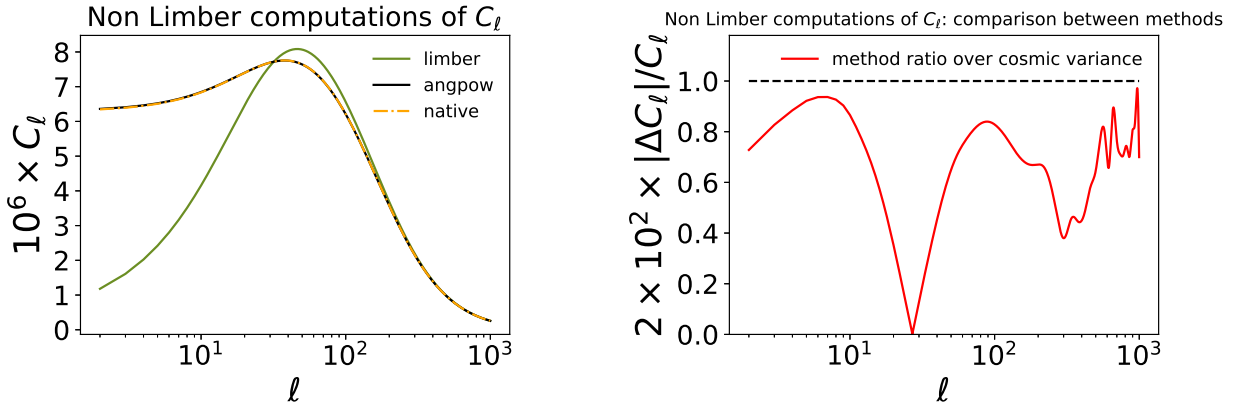 Non Limber computations of $C_\ell$
8
7
6
5
4
3
2
1
0
$10^6 \times C_\ell$
limber
angpow
native
$10^1$ $10^2$ $10^3$
$\ell$
Non Limber computations of $C_\ell$: comparison between methods
1.0
0.8
0.6
0.4
0.2
0.0
$2 \times 10^2 \times |\Delta C_\ell|/C_\ell$
method ratio over cosmic variance
$10^1$ $10^2$ $10^3$
$\ell$